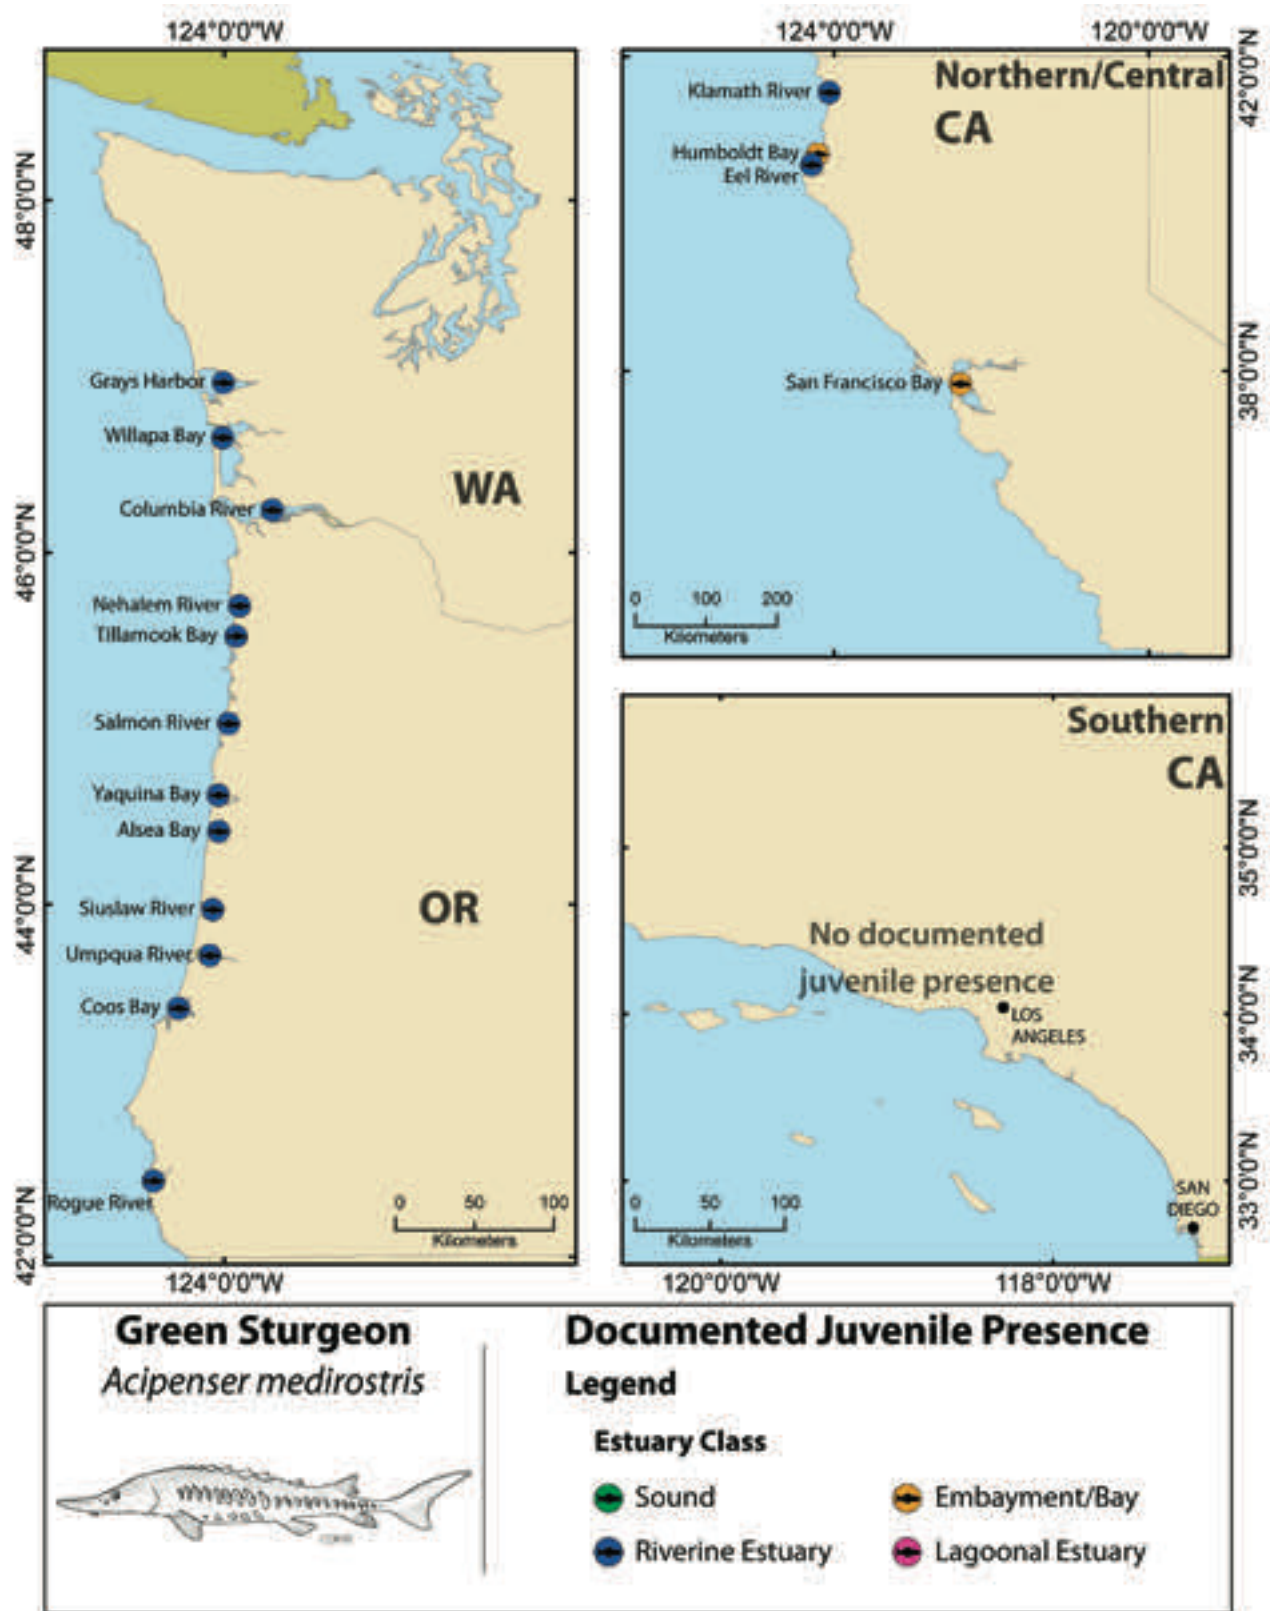 124°0'0"W
48°0'0"N
46°0'0"N
44°0'0"N
42°0'0"N
Grays Harbor
Willapa Bay
Columbia River
WA
Nehalem River
Tillamook Bay
Salmon River
Yaquina Bay
Alsea Bay
OR
Siuslaw River
Umpqua River
Coos Bay
Rogue River
0 50 100
Kilometers
124°0'0"W
124°0'0"W 120°0'0"W
Northern/Central
CA
42°0'0"N
38°0'0"N
Klamath River
Humboldt Bay
Eel River
San Francisco Bay
0 100 200
Kilometers
Southern
CA
35°0'0"N
34°0'0"N
33°0'0"N
No documented
juvenile presence
LOS
ANGELES
SAN
DIEGO
0 50 100
Kilometers
120°0'0"W 118°0'0"W
Green Sturgeon
Acipenser medirostris
Documented Juvenile Presence
Legend
Estuary Class
Sound
Embayment/Bay
Riverine Estuary
Lagoonal Estuary